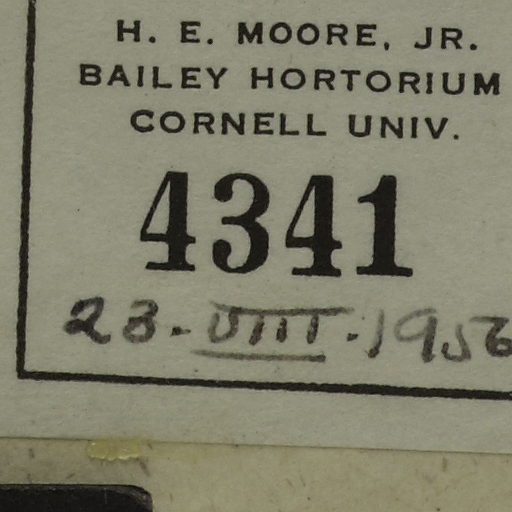 H. E. MOORE, JR.
BAILEY HORTORIUM
CORNELL UNIV.
4341
23.VIII.1956